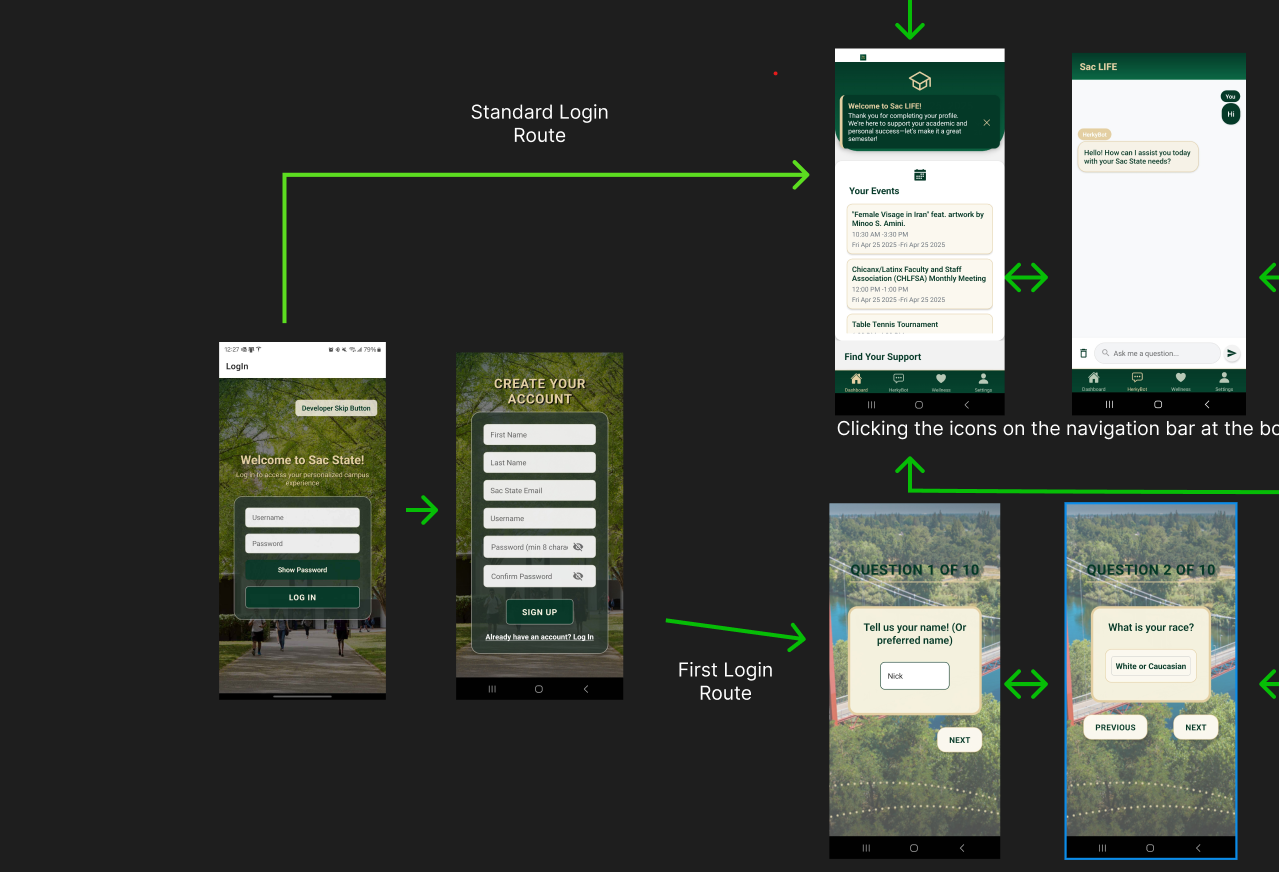 Standard Login
Route
12:27
79%
LogIn
Developer Skip Button
Welcome to Sac State!
Log in to access your personalized campus
experience
Username
Password
Show Password
LOG IN
CREATE YOUR
ACCOUNT
First Name
Last Name
Sac State Email
Username
Password (min 8 chara
Confirm Password
SIGN UP
Already have an account? Log In
First Login
Route
Welcome to Sac LIFE!
Thank you for completing your profile.
We're here to support your academic and
personal success—let's make it a great
semester!
Your Events
"Female Visage in Iran" feat. artwork by
Minoo S. Amini.
10:30 AM -3:30 PM
Fri Apr 25 2025 -Fri Apr 25 2025
Chicanx/Latinx Faculty and Staff
Association (CHLFSA) Monthly Meeting
12:00 PM -1:00 PM
Fri Apr 25 2025 -Fri Apr 25 2025
Table Tennis Tournament
Find Your Support
Dashboard
HerkyBot
Wellness
Settings
Sac LIFE
You
Hi
HerkyBot
Hello! How can I assist you today
with your Sac State needs?
Ask me a question...
Dashboard
HerkyBot
Wellness
Settings
Clicking the icons on the navigation bar at the bo
QUESTION 1 OF 10
Tell us your name! (Or
preferred name)
Nick
NEXT
QUESTION 2 OF 10
What is your race?
White or Caucasian
PREVIOUS
NEXT